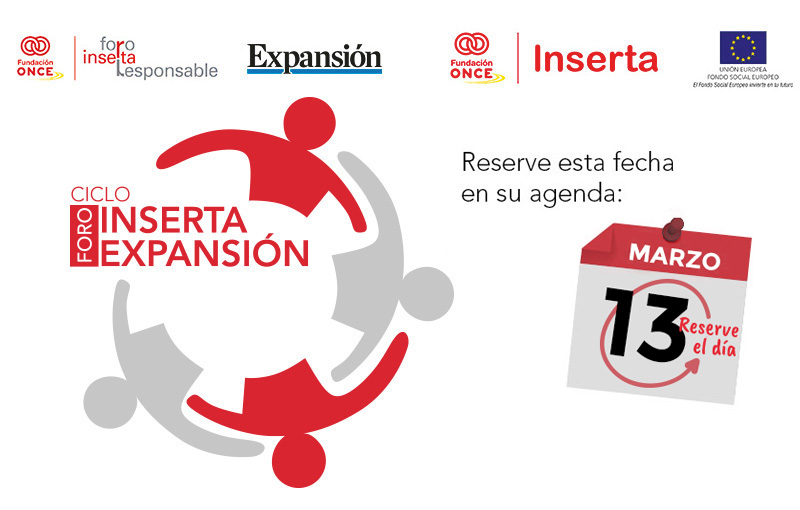 Fundación
ONCE
foro
inserta
responsable
Expansión
Fundación
ONCE
Inserta
UNIÓN EUROPEA
FONDO SOCIAL EUROPEO
El Fondo Social Europeo invierte en su futuro
CICLO
FORO
INSERTA
EXPANSIÓN
Reserve esta fecha
en su agenda:
MARZO
13
Reserve
el día